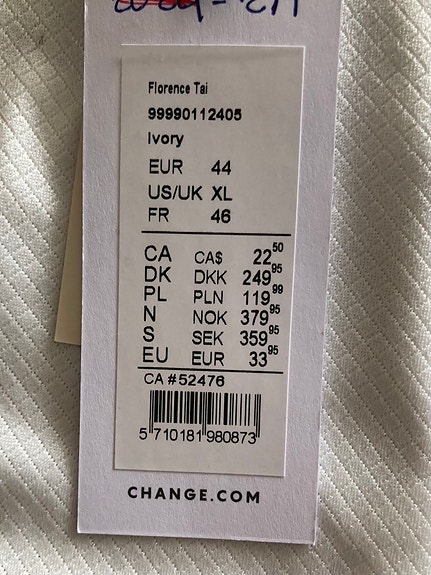 Florence Tai
99990112405
Ivory
EUR 44
US/UK XL
FR 46
CA CA$ 22⁵⁰
DK DKK 249⁹⁵
PL PLN 119⁹⁹
N NOK 379⁹⁵
S SEK 359⁹⁵
EU EUR 33⁹⁵
CA #52476
5 710181 980873
CHANGE.COM